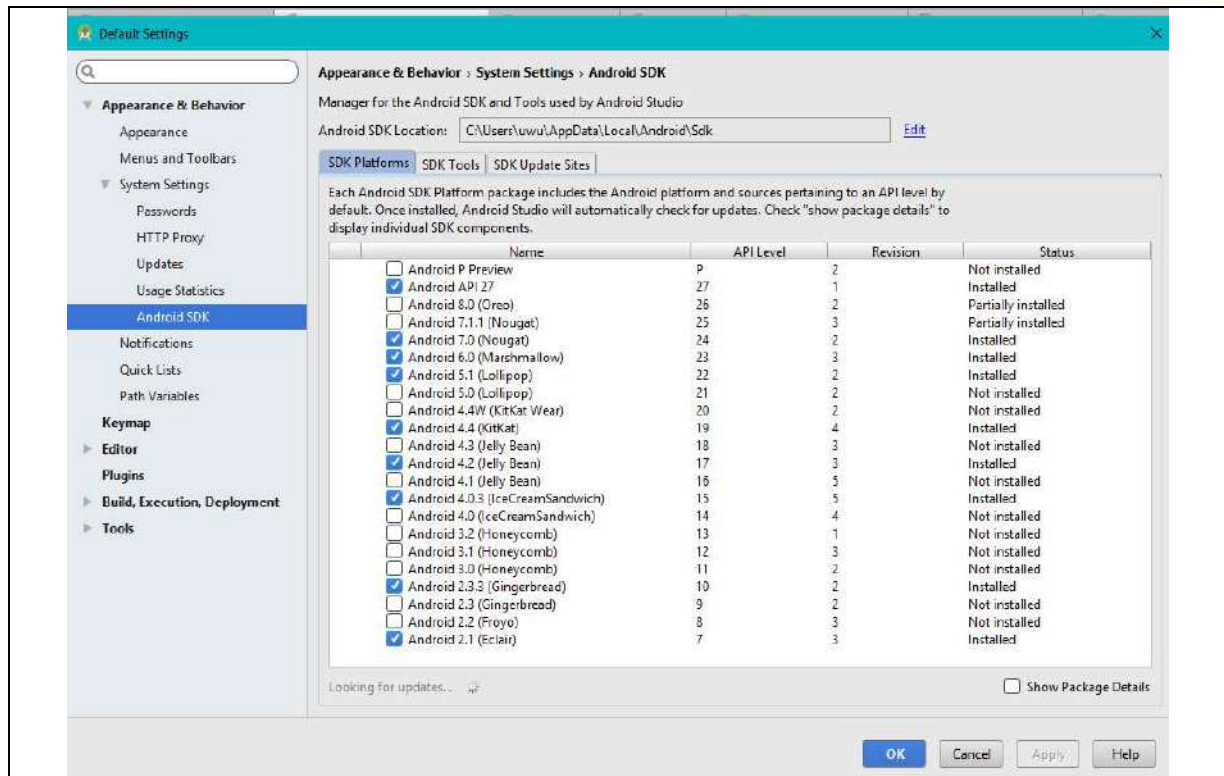 Default Settings
Appearance & Behavior › System Settings › Android SDK
Appearance & Behavior
Appearance
Menus and Toolbars
System Settings
Passwords
HTTP Proxy
Updates
Usage Statistics
Android SDK
Notifications
Quick Lists
Path Variables
Keymap
Editor
Plugins
Build, Execution, Deployment
Tools
Manager for the Android SDK and Tools used by Android Studio
Android SDK Location: C:\Users\uwu\AppData\Local\Android\Sdk Edit
SDK Platforms SDK Tools SDK Update Sites
Each Android SDK Platform package includes the Android platform and sources pertaining to an API level by
default. Once installed, Android Studio will automatically check for updates. Check "show package details" to
display individual SDK components.
Name API Level Revision Status
Android P Preview P 2 Not installed
Android API 27 27 1 Installed
Android 8.0 (Oreo) 26 2 Partially installed
Android 7.1.1 (Nougat) 25 3 Partially installed
Android 7.0 (Nougat) 24 2 Installed
Android 6.0 (Marshmallow) 23 3 Installed
Android 5.1 (Lollipop) 22 2 Installed
Android 5.0 (Lollipop) 21 2 Not installed
Android 4.4W (KitKat Wear) 20 2 Not installed
Android 4.4 (KitKat) 19 4 Installed
Android 4.3 (Jelly Bean) 18 3 Not installed
Android 4.2 (Jelly Bean) 17 3 Installed
Android 4.1 (Jelly Bean) 16 5 Not installed
Android 4.0.3 (IceCreamSandwich) 15 5 Installed
Android 4.0 (IceCreamSandwich) 14 4 Not installed
Android 3.2 (Honeycomb) 13 1 Not installed
Android 3.1 (Honeycomb) 12 3 Not installed
Android 3.0 (Honeycomb) 11 2 Not installed
Android 2.3.3 (Gingerbread) 10 2 Installed
Android 2.3 (Gingerbread) 9 2 Not installed
Android 2.2 (Froyo) 8 3 Not installed
Android 2.1 (Eclair) 7 3 Installed
Looking for updates... Show Package Details
OK Cancel Apply Help